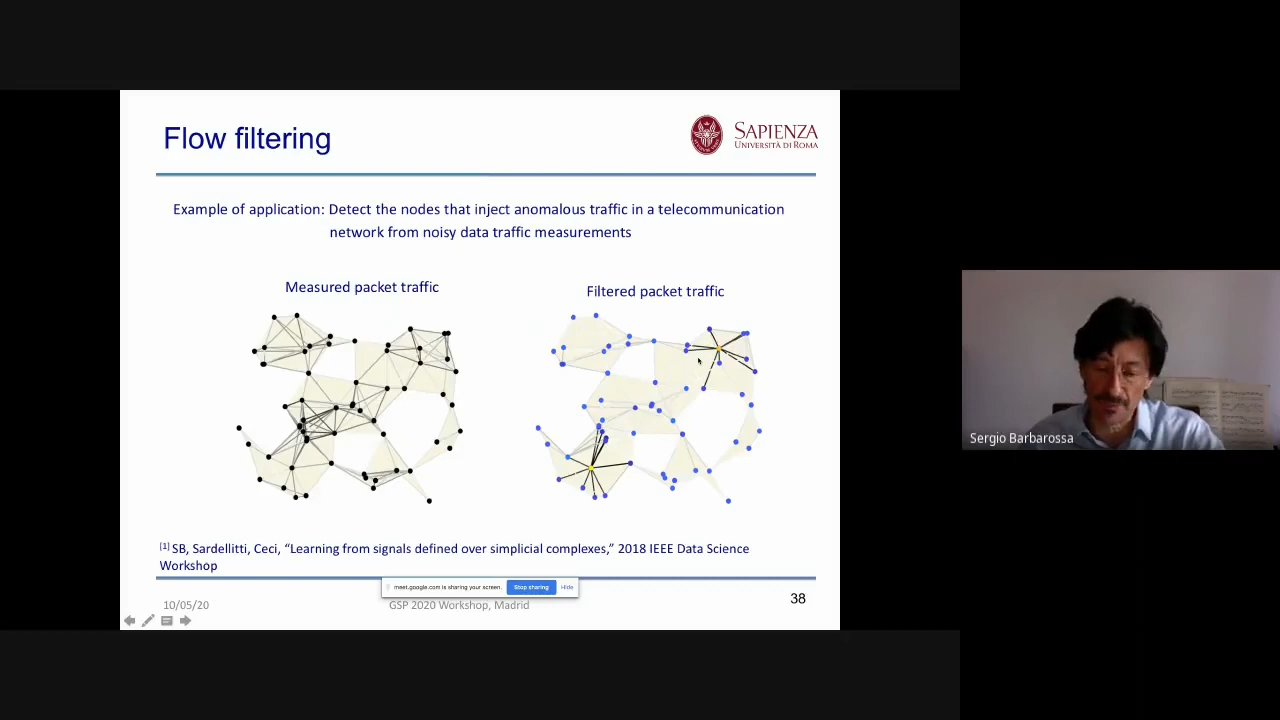 Flow filtering
SAPIENZA
UNIVERSITÀ DI ROMA
Example of application: Detect the nodes that inject anomalous traffic in a telecommunication
network from noisy data traffic measurements
Measured packet traffic
Filtered packet traffic
[1] SB, Sardellitti, Ceci, “Learning from signals defined over simplicial complexes,” 2018 IEEE Data Science
Workshop
meet.google.com is sharing your screen.
Stop sharing
Hide
10/05/20
GSP 2020 Workshop, Madrid
38
Sergio Barbarossa